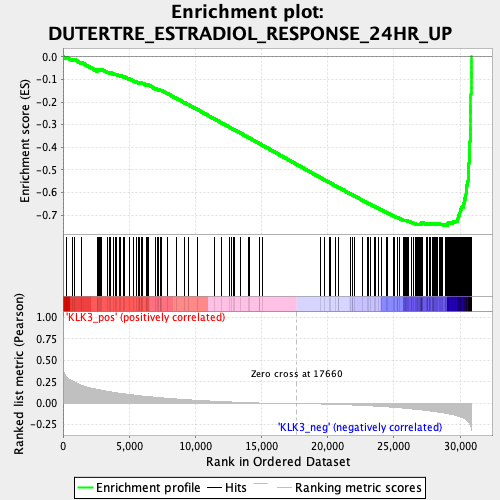 Enrichment plot:
DUTERTRE_ESTRADIOL_RESPONSE_24HR_UP
Enrichment score (ES)
0.0
-0.1
-0.2
-0.3
-0.4
-0.5
-0.6
-0.7
Ranked list metric (Pearson)
1.00
0.75
0.50
0.25
0.00
-0.25
'KLK3_pos' (positively correlated)
Zero cross at 17660
'KLK3_neg' (negatively correlated)
0
5,000
10,000
15,000
20,000
25,000
30,000
Rank in Ordered Dataset
Enrichment profile
Hits
Ranking metric scores